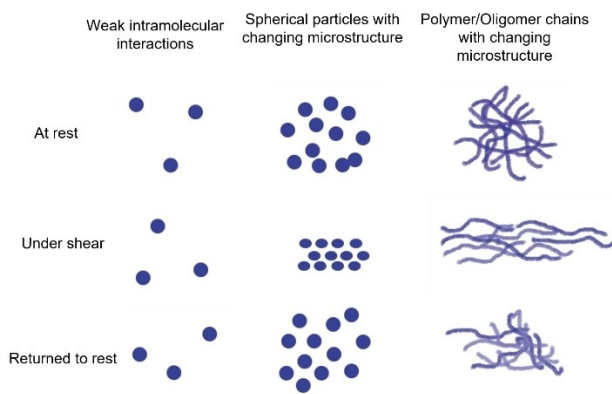 Weak intramolecular
interactions
Spherical particles with
changing microstructure
Polymer/Oligomer chains
with changing
microstructure
At rest
Under shear
Returned to rest